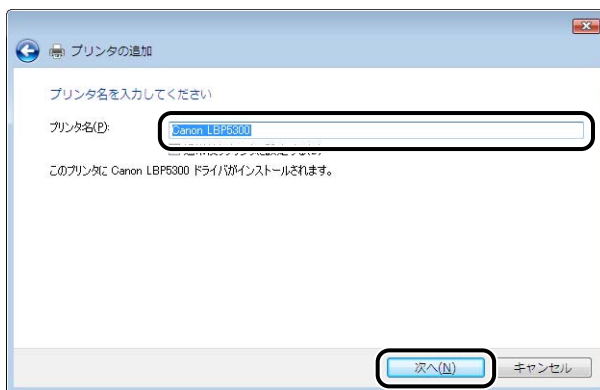 プリンタの追加
プリンタ名を入力してください
プリンタ名(P):
Canon LBP5300
このプリンタに Canon LBP5300 ドライバがインストールされます。
次へ(N)
キャンセル